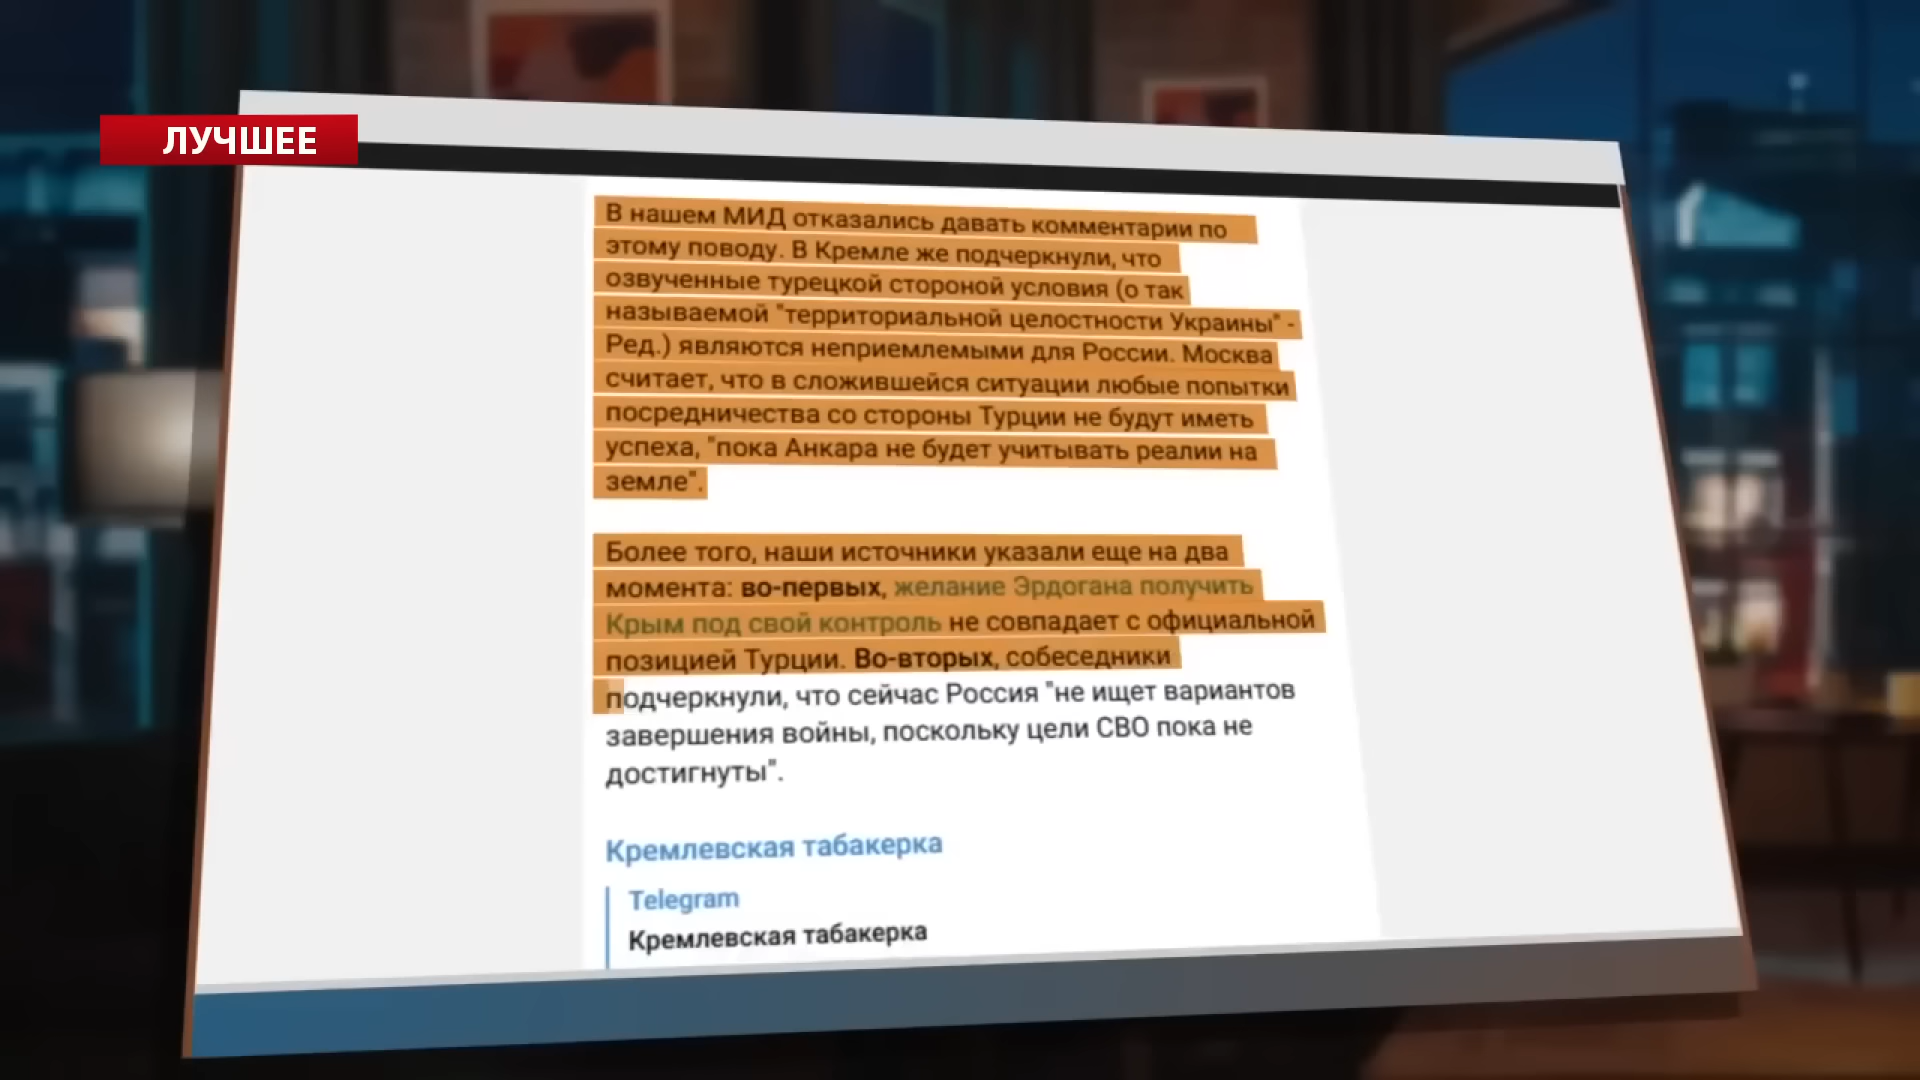 ЛУЧШЕЕ
В нашем МИД отказались давать комментарии по
этому поводу. В Кремле же подчеркнули, что
озвученные турецкой стороной условия (о так
называемой "территориальной целостности Украины" -
Ред.) являются неприемлемыми для России. Москва
считает, что в сложившейся ситуации любые попытки
посредничества со стороны Турции не будут иметь
успеха, "пока Анкара не будет учитывать реалии на
земле".
Более того, наши источники указали еще на два
момента: во-первых, желание Эрдогана получить
Крым под свой контроль не совпадает с официальной
позицией Турции. Во-вторых, собеседники
подчеркнули, что сейчас Россия "не ищет вариантов
завершения войны, поскольку цели СВО пока не
достигнуты".
Кремлевская табакерка
Telegram
Кремлевская табакерка